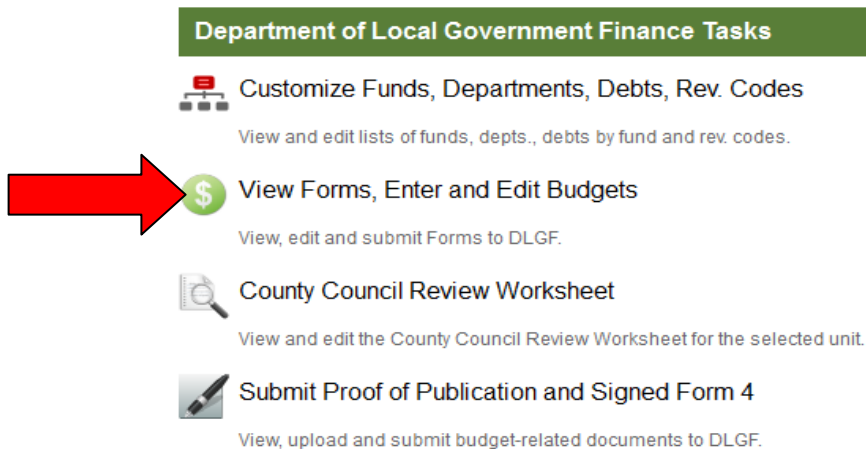 Department of Local Government Finance Tasks
Customize Funds, Departments, Debts, Rev. Codes
View and edit lists of funds, depts., debts by fund and rev. codes.
$
View Forms, Enter and Edit Budgets
View, edit and submit Forms to DLGF.
County Council Review Worksheet
View and edit the County Council Review Worksheet for the selected unit.
Submit Proof of Publication and Signed Form 4
View, upload and submit budget-related documents to DLGF.